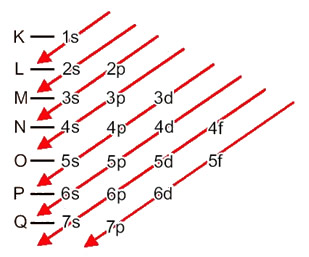 K — 1s
L — 2s 2p
M — 3s 3p 3d
N — 4s 4p 4d 4f
O — 5s 5p 5d 5f
P — 6s 6p 6d
Q — 7s 7p